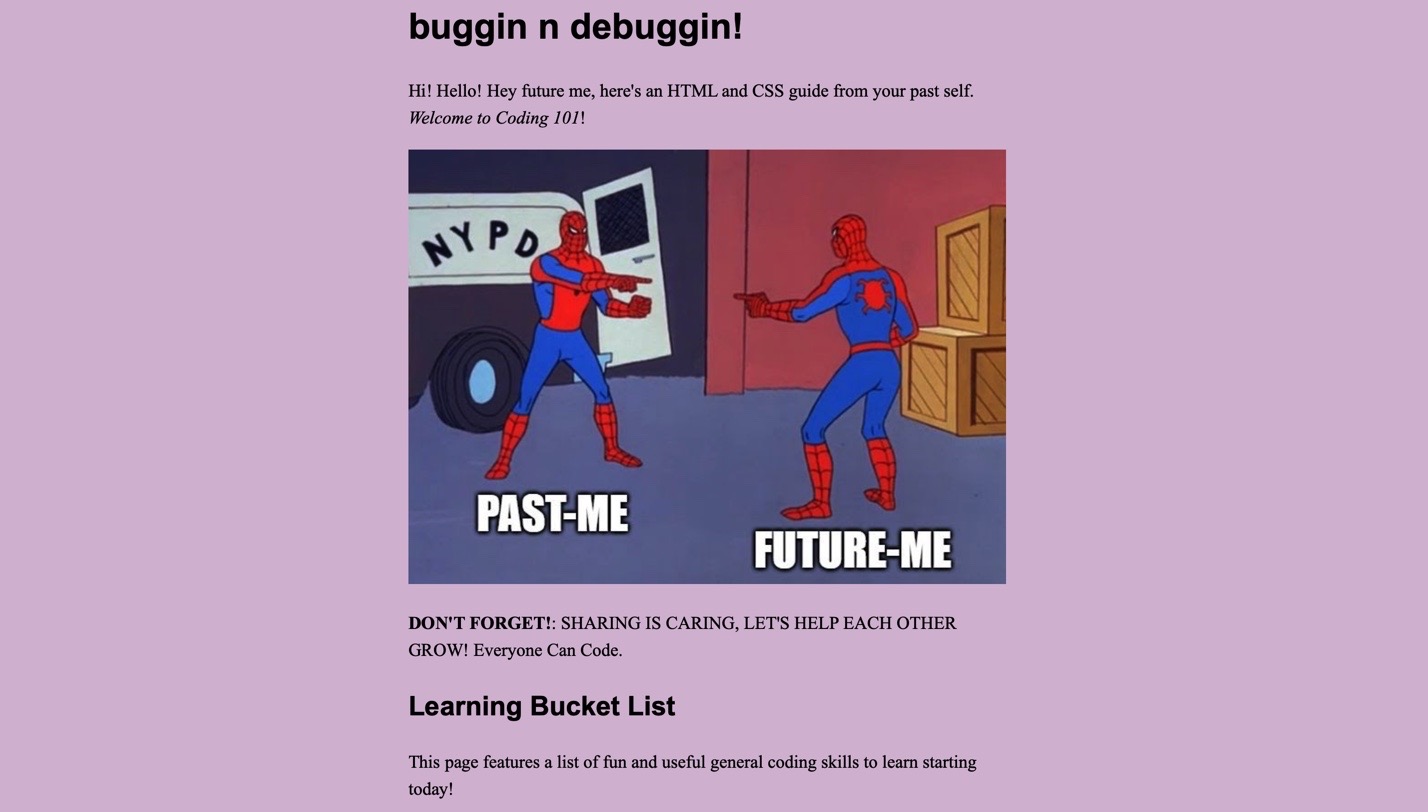 buggin n debuggin!
Hi! Hello! Hey future me, here's an HTML and CSS guide from your past self.
Welcome to Coding 101!
NYPD
PAST-ME
FUTURE-ME
DON'T FORGET!: SHARING IS CARING, LET'S HELP EACH OTHER
GROW! Everyone Can Code.
Learning Bucket List
This page features a list of fun and useful general coding skills to learn starting
today!